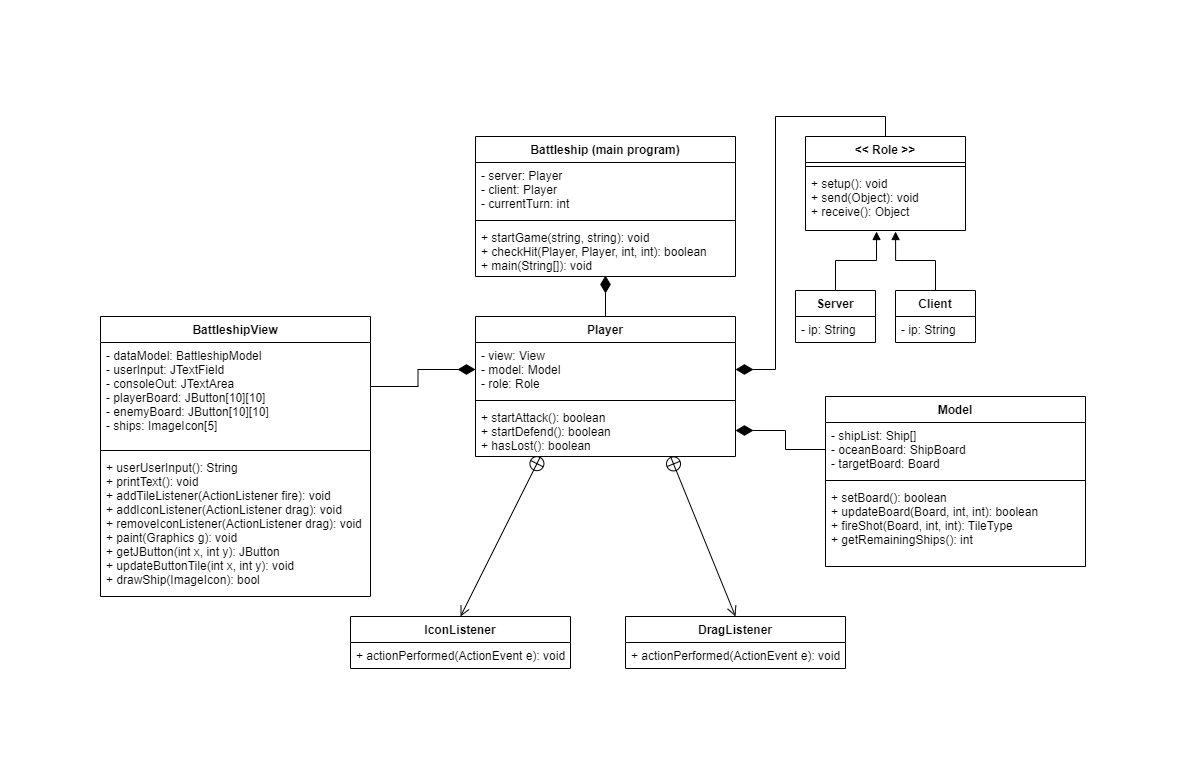 Battleship (main program)
- server: Player
- client: Player
- currentTurn: int
+ startGame(string, string): void
+ checkHit(Player, Player, int, int): boolean
+ main(String[]): void
<< Role >>
+ setup(): void
+ send(Object): void
+ receive(): Object
Server
- ip: String
Client
- ip: String
BattleshipView
- dataModel: BattleshipModel
- userInput: JTextField
- consoleOut: JTextArea
- playerBoard: JButton[10][10]
- enemyBoard: JButton[10][10]
- ships: ImageIcon[5]
+ userUserInput(): String
+ printText(): void
+ addTileListener(ActionListener fire): void
+ addIconListener(ActionListener drag): void
+ removeIconListener(ActionListener drag): void
+ paint(Graphics g): void
+ getJButton(int x, int y): JButton
+ updateButtonTile(int x, int y): void
+ drawShip(ImageIcon): bool
Player
- view: View
- model: Model
- role: Role
+ startAttack(): boolean
+ startDefend(): boolean
+ hasLost(): boolean
Model
- shipList: Ship[]
- oceanBoard: ShipBoard
- targetBoard: Board
+ setBoard(): boolean
+ updateBoard(Board, int, int): boolean
+ fireShot(Board, int, int): TileType
+ getRemainingShips(): int
IconListener
+ actionPerformed(ActionEvent e): void
DragListener
+ actionPerformed(ActionEvent e): void